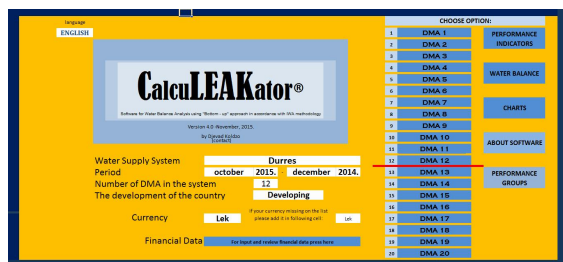 language
ENGLISH
CalcuLEAKator®
Software for Water Balance Analysis using "Bottom - up" approach in accordance with IWA methodology
Version 4.0 November, 2015.
by Djevad Koldzo
[contact]
Water Supply System Durres
Period october 2015. - december 2014.
Number of DMA in the system 12
The development of the country Developing
Currency Lek
If your currency missing on the list
please add it in following cell: Lek
Financial Data For input and review financial data press here
CHOOSE OPTION:
1 DMA 1
2 DMA 2
3 DMA 3
4 DMA 4
5 DMA 5
6 DMA 6
7 DMA 7
8 DMA 8
9 DMA 9
10 DMA 10
11 DMA 11
12 DMA 12
13 DMA 13
14 DMA 14
15 DMA 15
16 DMA 16
17 DMA 17
18 DMA 18
19 DMA 19
20 DMA 20
PERFORMANCE
INDICATORS
WATER BALANCE
CHARTS
ABOUT SOFTWARE
PERFORMANCE
GROUPS